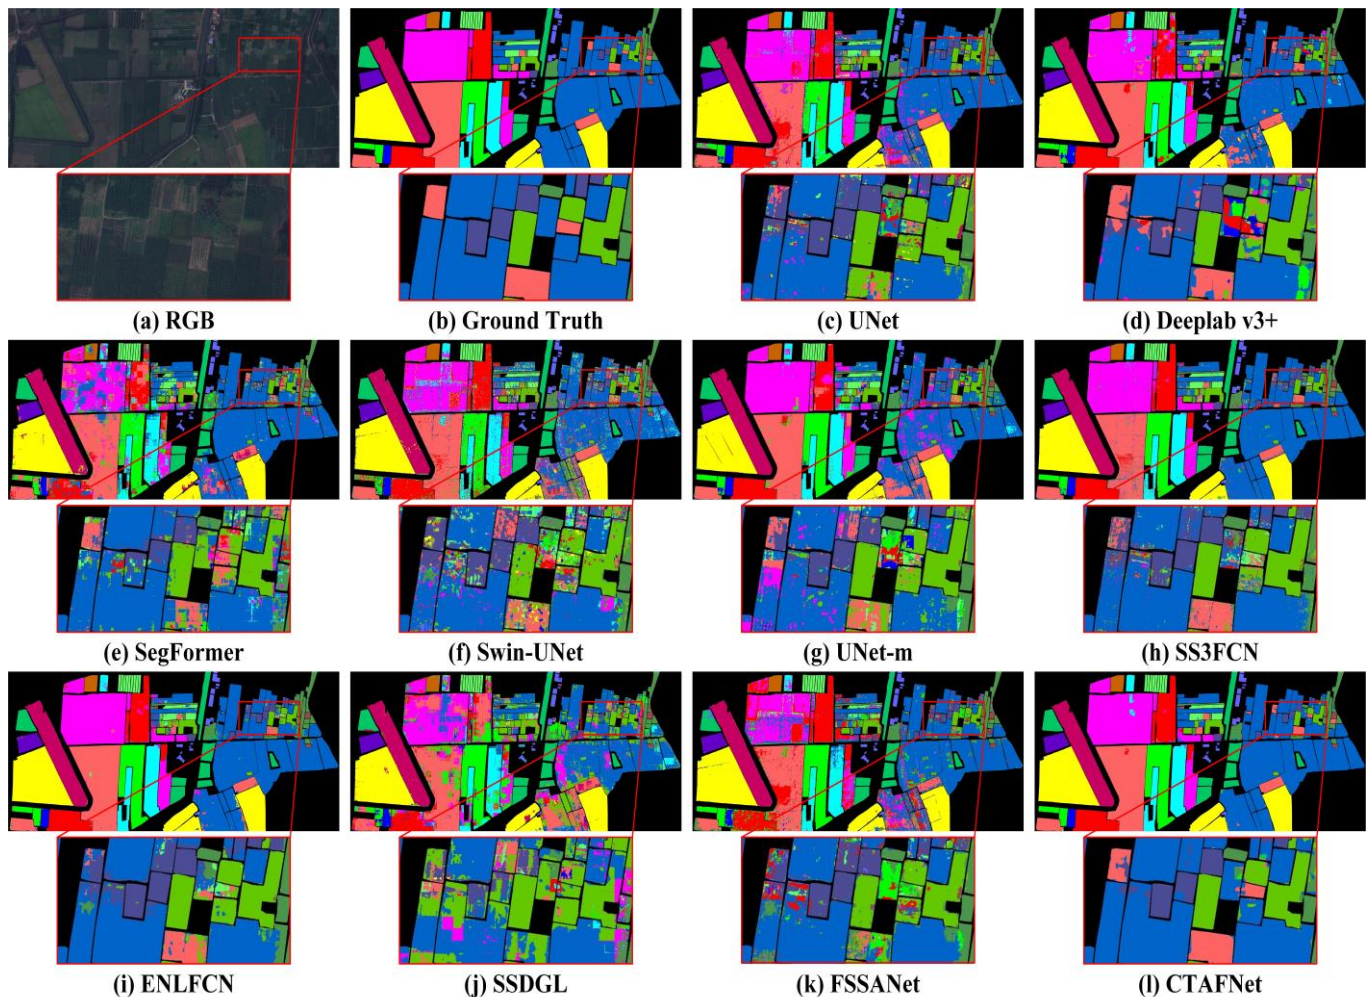 (a) RGB
(b) Ground Truth
(c) UNet
(d) Deeplab v3+
(e) SegFormer
(f) Swin-UNet
(g) UNet-m
(h) SS3FCN
(i) ENLFCN
(j) SSDGL
(k) FSSANet
(l) CTAFNet